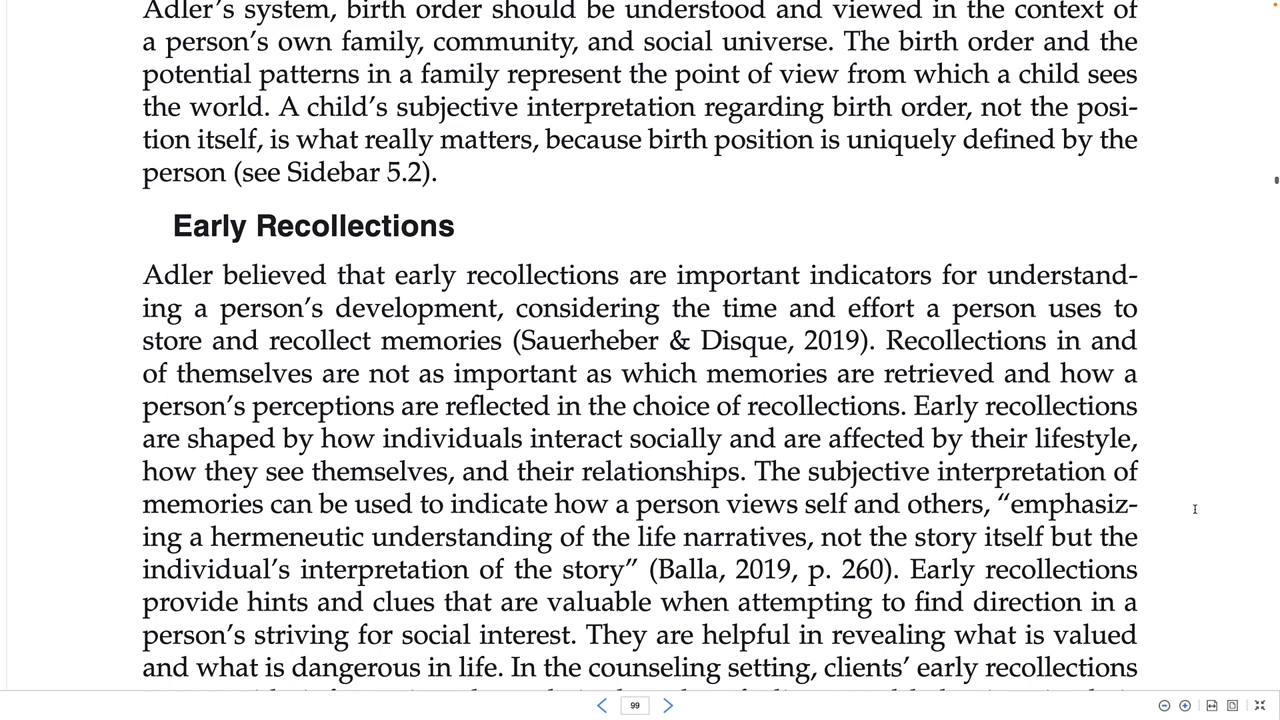 Adler’s system, birth order should be understood and viewed in the context of
a person’s own family, community, and social universe. The birth order and the
potential patterns in a family represent the point of view from which a child sees
the world. A child’s subjective interpretation regarding birth order, not the posi-
tion itself, is what really matters, because birth position is uniquely defined by the
person (see Sidebar 5.2).
Early Recollections
Adler believed that early recollections are important indicators for understand-
ing a person’s development, considering the time and effort a person uses to
store and recollect memories (Sauerheber & Disque, 2019). Recollections in and
of themselves are not as important as which memories are retrieved and how a
person’s perceptions are reflected in the choice of recollections. Early recollections
are shaped by how individuals interact socially and are affected by their lifestyle,
how they see themselves, and their relationships. The subjective interpretation of
memories can be used to indicate how a person views self and others, “emphasiz-
ing a hermeneutic understanding of the life narratives, not the story itself but the
individual’s interpretation of the story” (Balla, 2019, p. 260). Early recollections
provide hints and clues that are valuable when attempting to find direction in a
person’s striving for social interest. They are helpful in revealing what is valued
and what is dangerous in life. In the counseling setting, clients’ early recollections
99